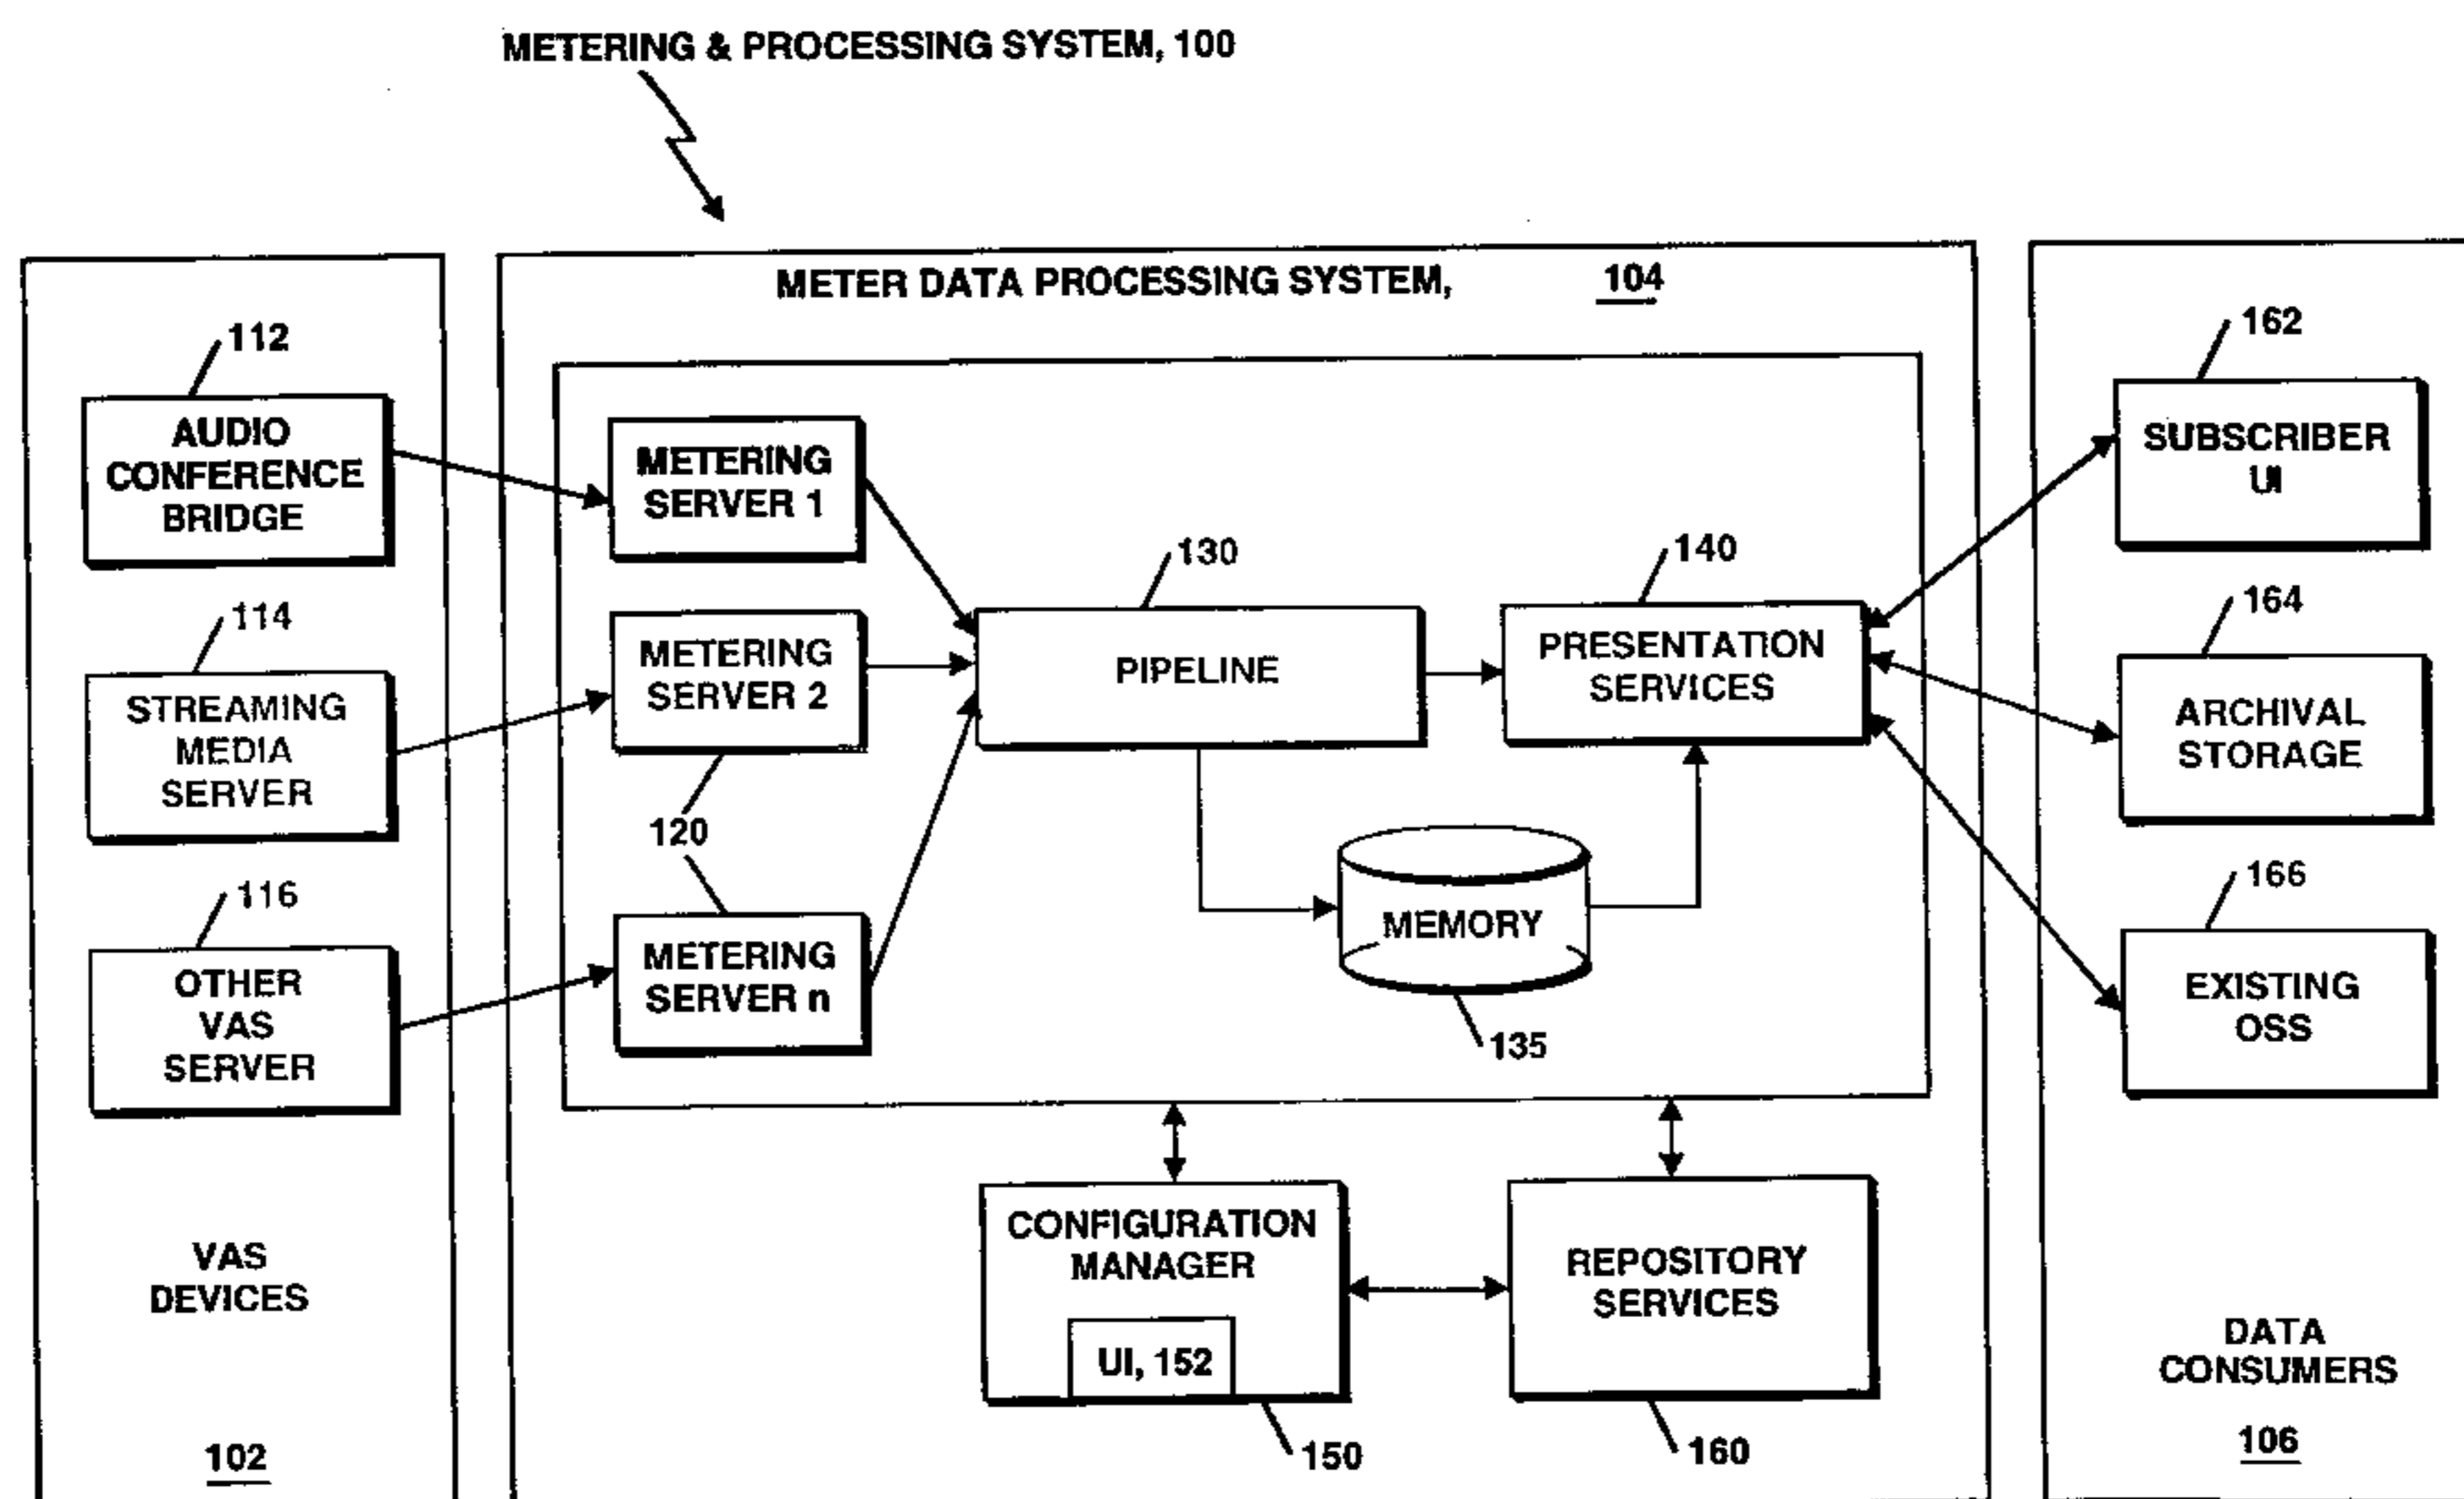 METERING & PROCESSING SYSTEM, 100
METER DATA PROCESSING SYSTEM, 104
112
AUDIO
CONFERENCE
BRIDGE
114
STREAMING
MEDIA
SERVER
116
OTHER
VAS
SERVER
VAS
DEVICES
102
METERING
SERVER 1
METERING
SERVER 2
120
METERING
SERVER n
130
PIPELINE
140
PRESENTATION
SERVICES
MEMORY
135
CONFIGURATION
MANAGER
UI, 152
150
REPOSITORY
SERVICES
160
162
SUBSCRIBER
UI
164
ARCHIVAL
STORAGE
166
EXISTING
OSS
DATA
CONSUMERS
106